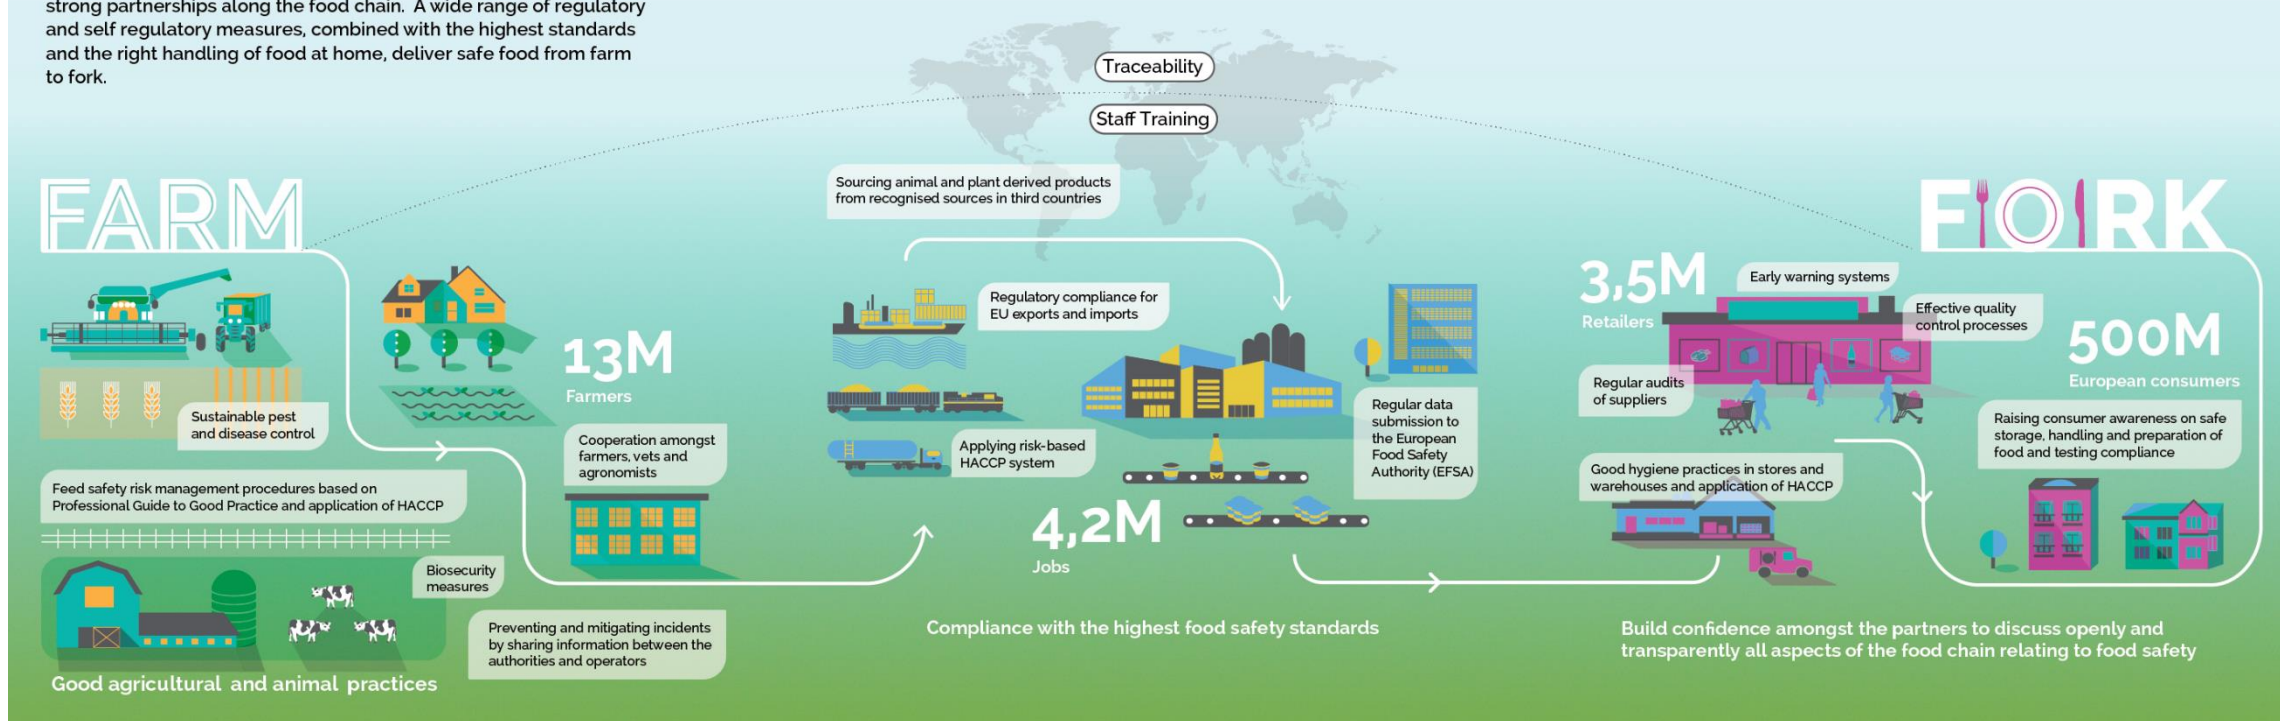 strong partnerships along the food chain. A wide range of regulatory
and self regulatory measures, combined with the highest standards
and the right handling of food at home, deliver safe food from farm
to fork.
Traceability
Staff Training
FARM
Sustainable pest
and disease control
Feed safety risk management procedures based on
Professional Guide to Good Practice and application of HACCP
Biosecurity
measures
Good agricultural and animal practices
13M
Farmers
Cooperation amongst
farmers, vets and
agronomists
Preventing and mitigating incidents
by sharing information between the
authorities and operators
Sourcing animal and plant derived products
from recognised sources in third countries
Regulatory compliance for
EU exports and imports
Applying risk-based
HACCP system
Regular data
submission to
the European
Food Safety
Authority (EFSA)
4,2M
Jobs
Compliance with the highest food safety standards
FORK
3,5M
Retailers
Early warning systems
Effective quality
control processes
Regular audits
of suppliers
Good hygiene practices in stores and
warehouses and application of HACCP
500M
European consumers
Raising consumer awareness on safe
storage, handling and preparation of
food and testing compliance
Build confidence amongst the partners to discuss openly and
transparently all aspects of the food chain relating to food safety